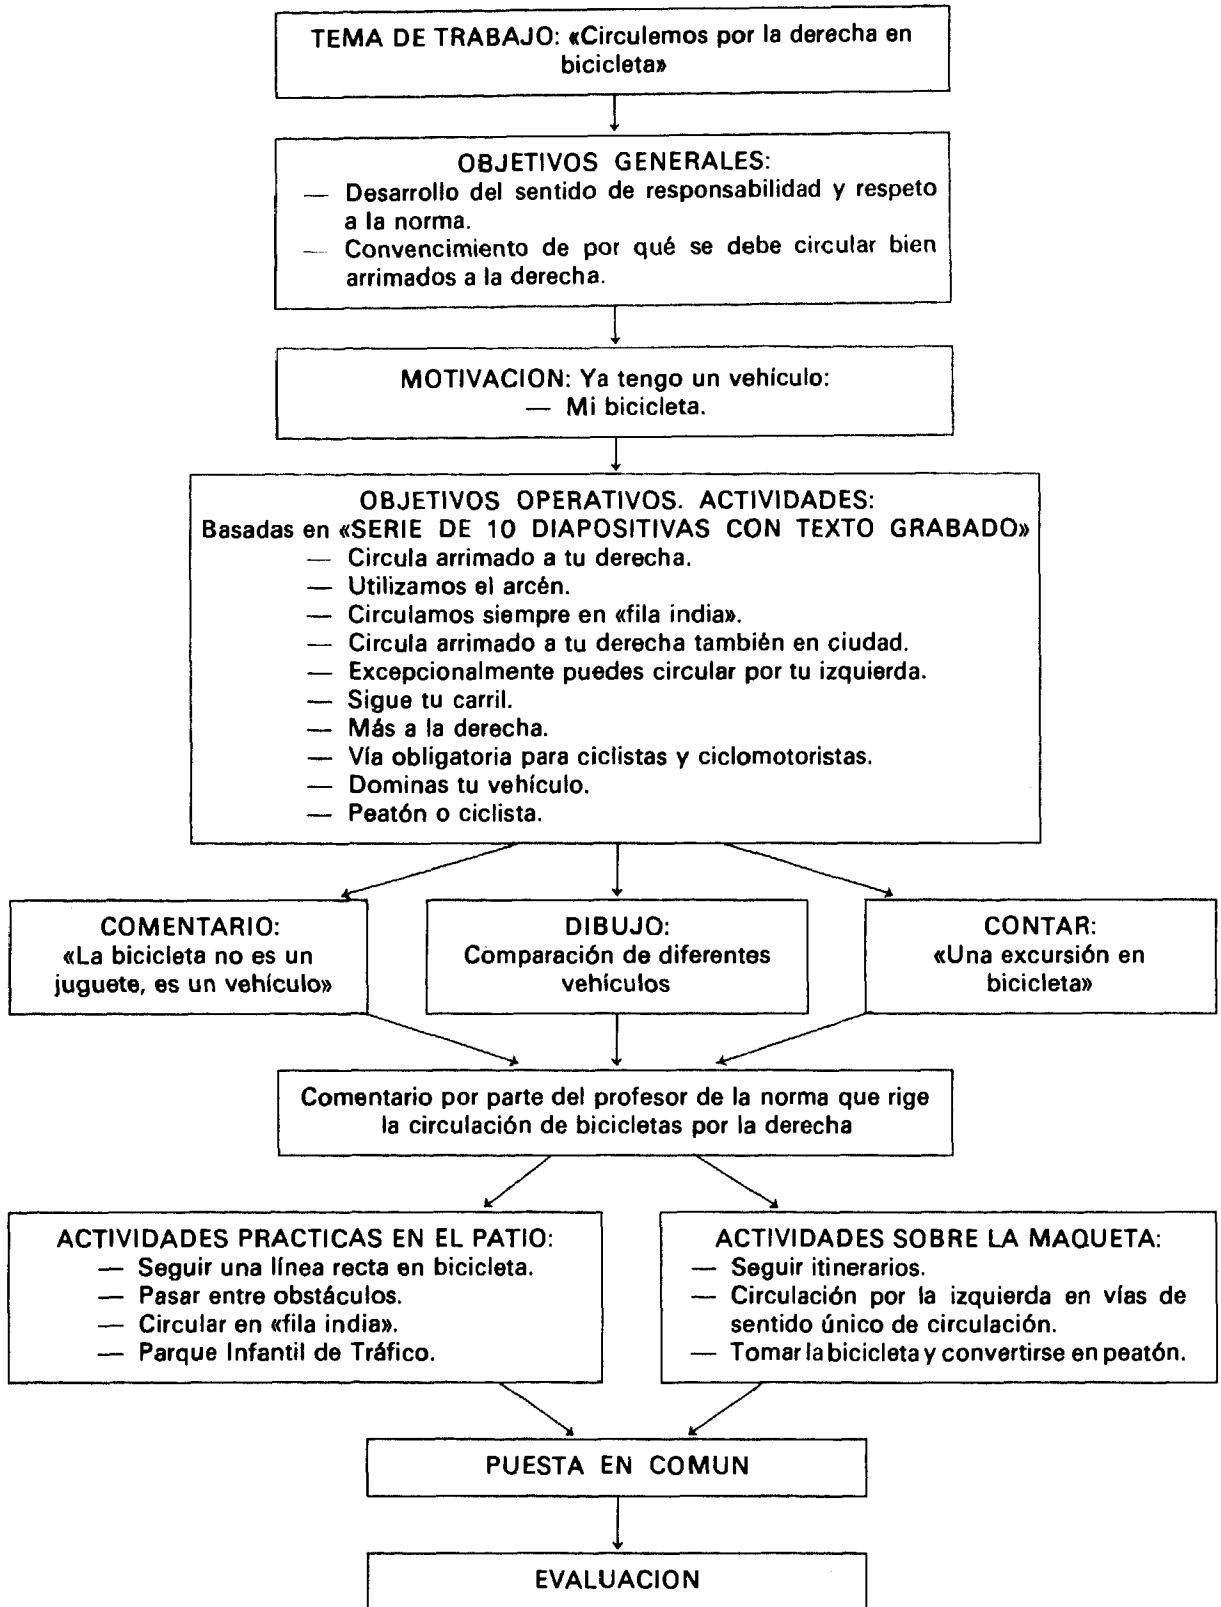 TEMA DE TRABAJO: «Circulemos por la derecha en
bicicleta»
OBJETIVOS GENERALES:
— Desarrollo del sentido de responsabilidad y respeto
a la norma.
— Convencimiento de por qué se debe circular bien
arrimados a la derecha.
MOTIVACION: Ya tengo un vehículo:
— Mi bicicleta.
OBJETIVOS OPERATIVOS. ACTIVIDADES:
Basadas en «SERIE DE 10 DIAPOSITIVAS CON TEXTO GRABADO»
— Circula arrimado a tu derecha.
— Utilizamos el arcén.
— Circulamos siempre en «fila india».
— Circula arrimado a tu derecha también en ciudad.
— Excepcionalmente puedes circular por tu izquierda.
— Sigue tu carril.
— Más a la derecha.
— Vía obligatoria para ciclistas y ciclomotoristas.
— Dominas tu vehículo.
— Peatón o ciclista.
COMENTARIO:
«La bicicleta no es un
juguete, es un vehículo»
DIBUJO:
Comparación de diferentes
vehículos
CONTAR:
«Una excursión en
bicicleta»
Comentario por parte del profesor de la norma que rige
la circulación de bicicletas por la derecha
ACTIVIDADES PRACTICAS EN EL PATIO:
— Seguir una línea recta en bicicleta.
— Pasar entre obstáculos.
— Circular en «fila india».
— Parque Infantil de Tráfico.
ACTIVIDADES SOBRE LA MAQUETA:
— Seguir itinerarios.
— Circulación por la izquierda en vías de
sentido único de circulación.
— Tomar la bicicleta y convertirse en peatón.
PUESTA EN COMUN
EVALUACION